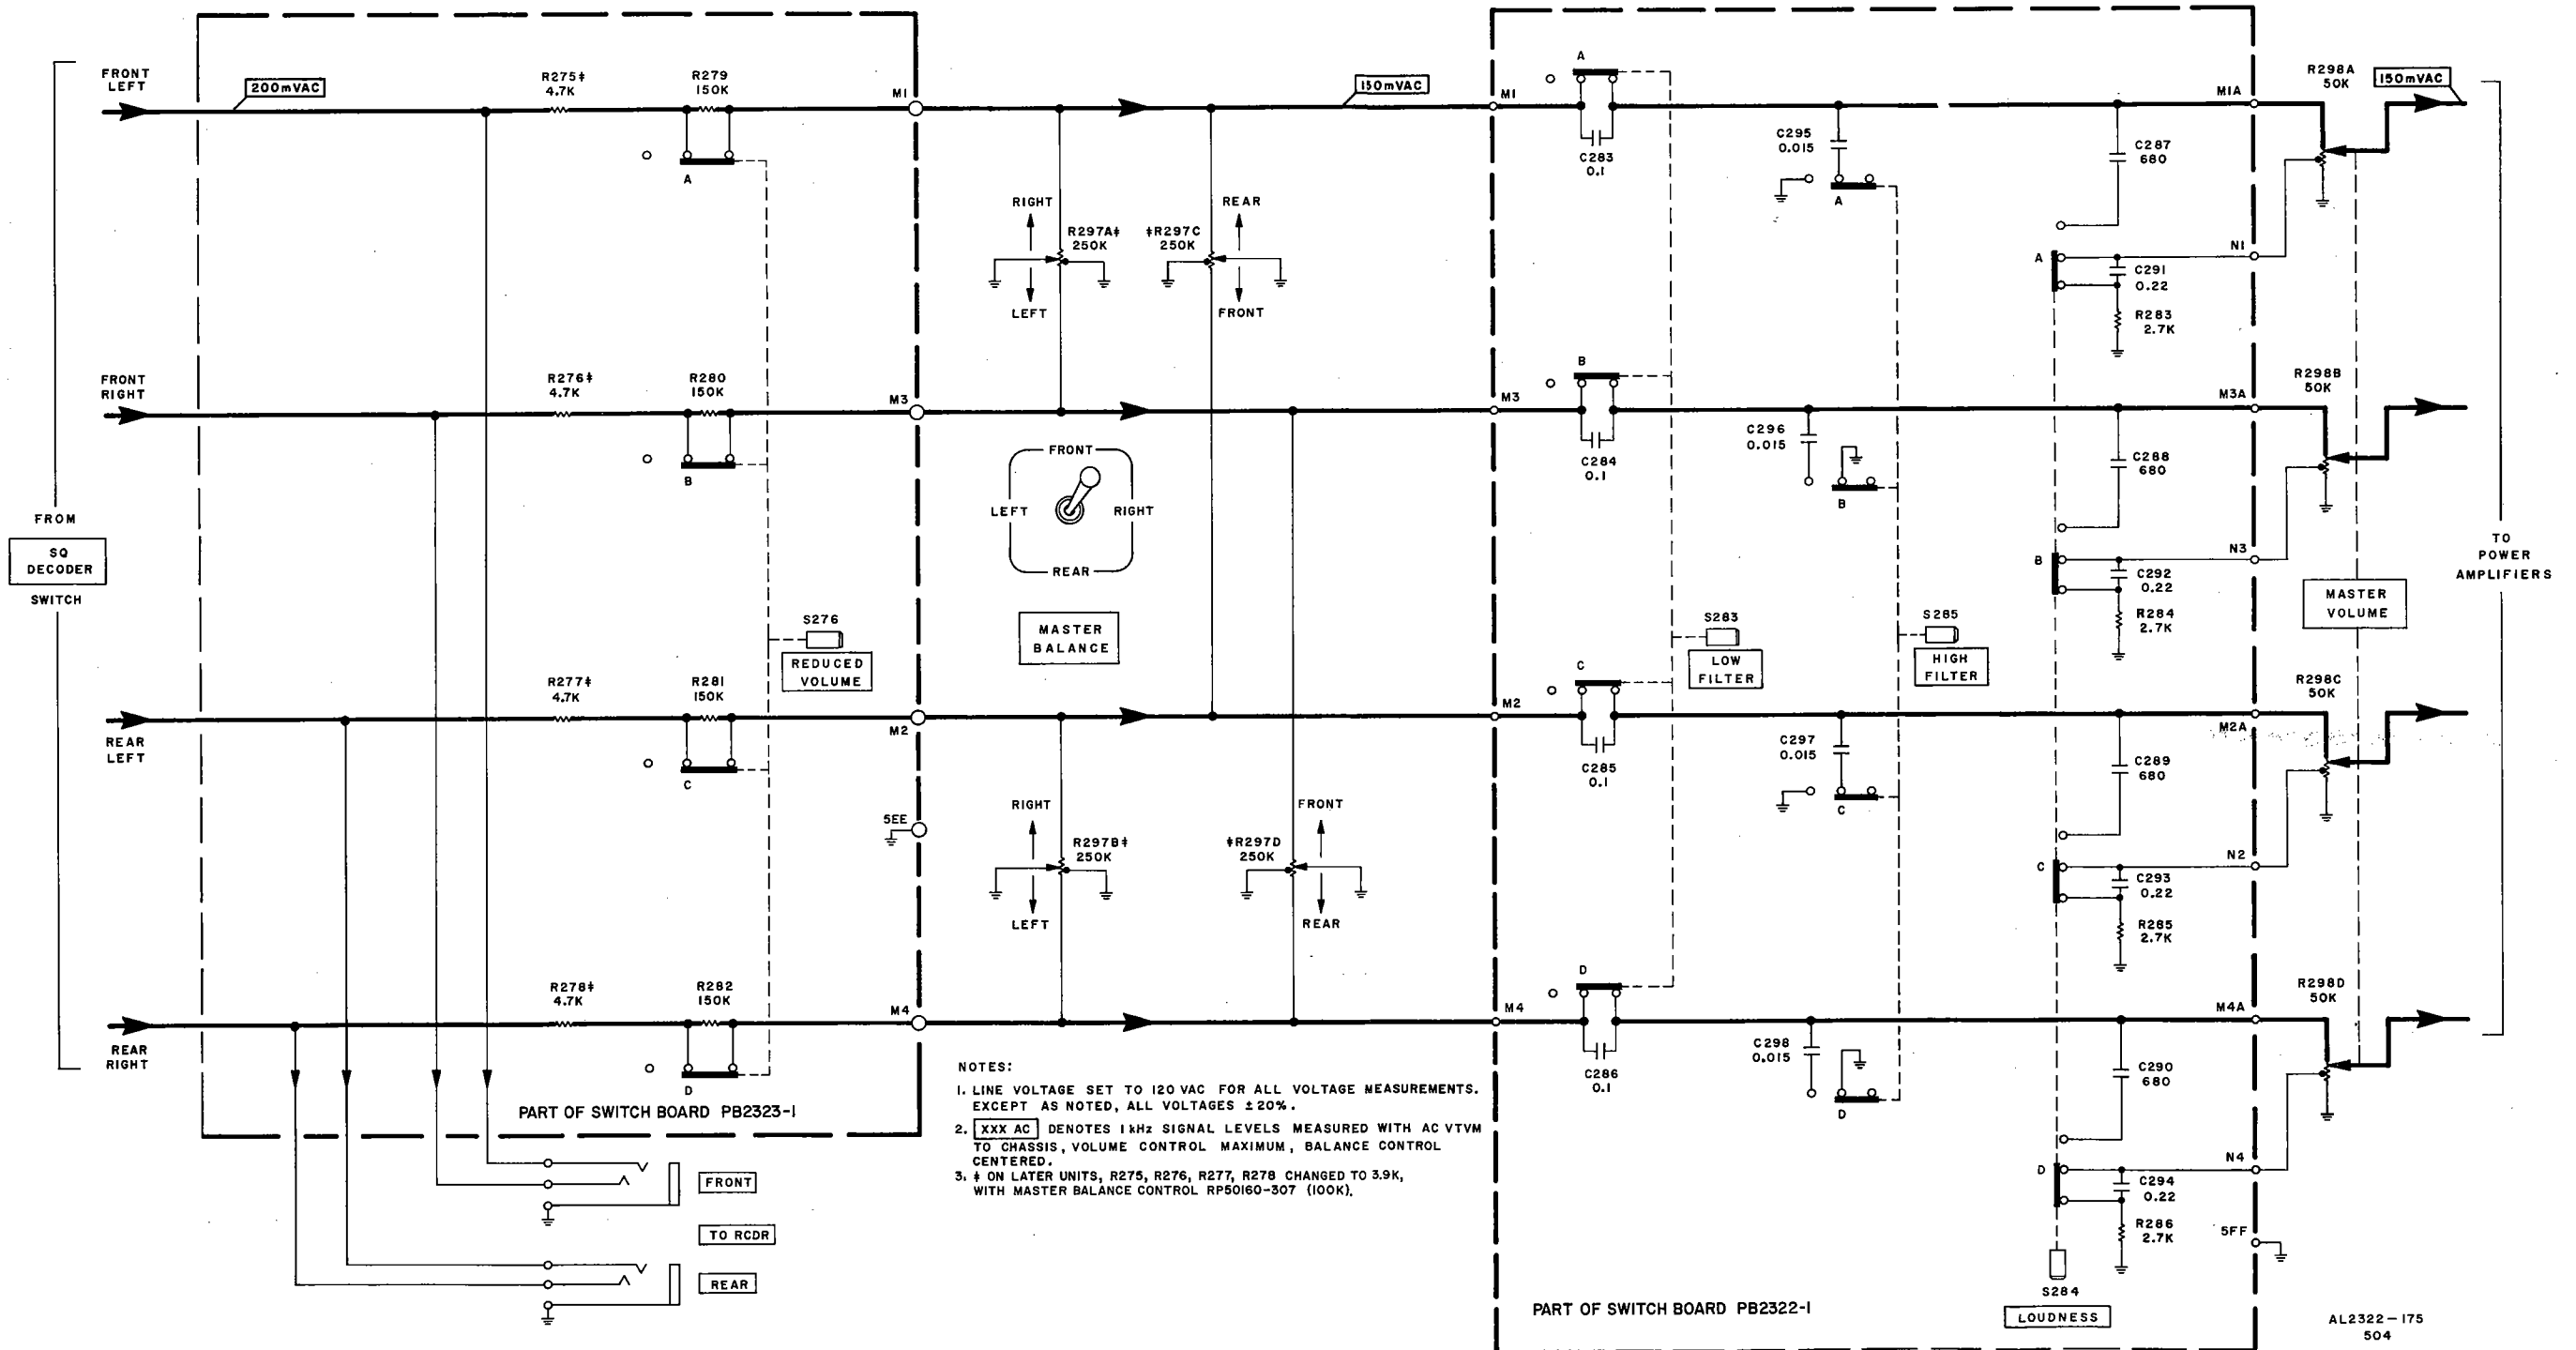 FRONT
LEFT
200mVAC
R275‡
4.7K
R279
150K
A
M1
150mVAC
M1
A
C283
0.1
C295
0.015
A
M1A
C287
680
R298A
50K
150mVAC
RIGHT
R297A‡
250K
LEFT
REAR
‡R297C
250K
FRONT
A
N1
C291
0.22
R283
2.7K
FRONT
RIGHT
R276‡
4.7K
R280
150K
B
M3
M3
B
C284
0.1
C296
0.015
B
M3A
C288
680
R298B
50K
FRONT
LEFT
RIGHT
REAR
MASTER
BALANCE
B
N3
C292
0.22
R284
2.7K
FROM
SQ
DECODER
SWITCH
S276
REDUCED
VOLUME
S283
LOW
FILTER
S285
HIGH
FILTER
MASTER
VOLUME
TO
POWER
AMPLIFIERS
REAR
LEFT
R277‡
4.7K
R281
150K
C
M2
M2
C
C285
0.1
C297
0.015
C
M2A
C289
680
R298C
50K
5EE
RIGHT
R297B‡
250K
LEFT
FRONT
‡R297D
250K
REAR
C
N2
C293
0.22
R285
2.7K
REAR
RIGHT
R278‡
4.7K
R282
150K
D
M4
M4
D
C286
0.1
C298
0.015
D
M4A
C290
680
R298D
50K
D
N4
C294
0.22
R286
2.7K
5FF
S284
LOUDNESS
PART OF SWITCH BOARD PB2323-1
FRONT
TO RCDR
REAR
NOTES:
1. LINE VOLTAGE SET TO 120 VAC FOR ALL VOLTAGE MEASUREMENTS.
EXCEPT AS NOTED, ALL VOLTAGES ±20%.
2. XXX AC DENOTES 1 kHz SIGNAL LEVELS MEASURED WITH AC VTVM
TO CHASSIS, VOLUME CONTROL MAXIMUM, BALANCE CONTROL
CENTERED.
3. ‡ ON LATER UNITS, R275, R276, R277, R278 CHANGED TO 3.9K,
WITH MASTER BALANCE CONTROL RP50160-307 (100K).
PART OF SWITCH BOARD PB2322-1
AL2322-175
504